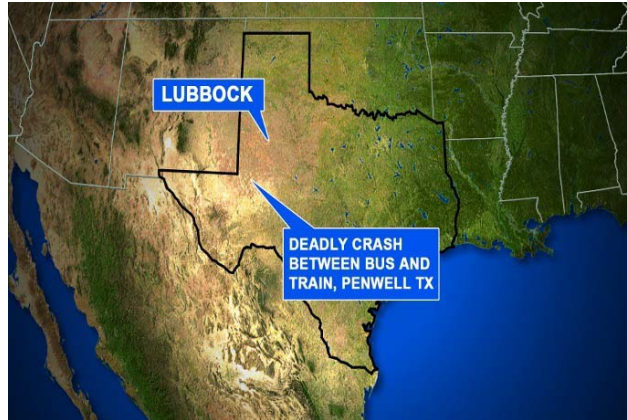 LUBBOCK
DEADLY CRASH
BETWEEN BUS AND
TRAIN, PENWELL TX